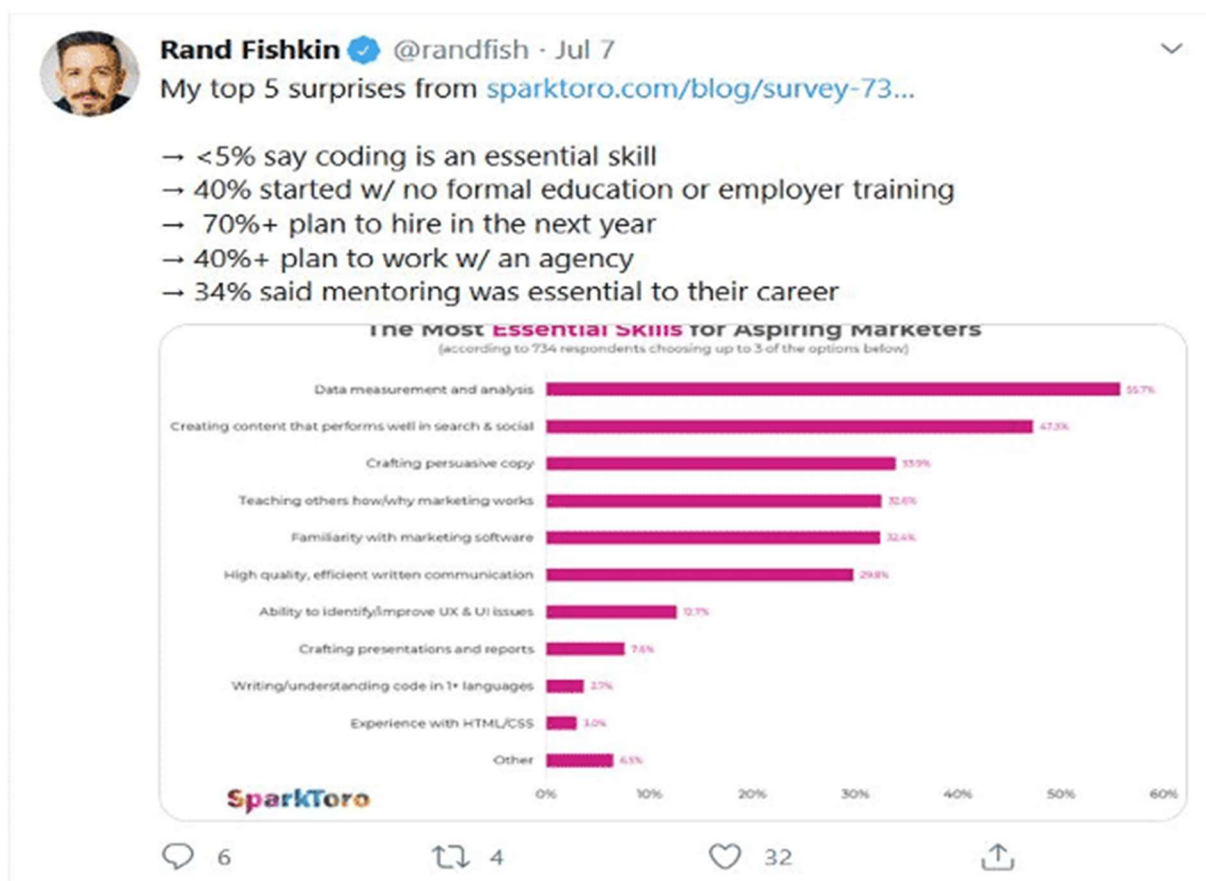 Rand Fishkin @randfish · Jul 7
My top 5 surprises from sparktoro.com/blog/survey-73...
→ <5% say coding is an essential skill
→ 40% started w/ no formal education or employer training
→ 70%+ plan to hire in the next year
→ 40%+ plan to work w/ an agency
→ 34% said mentoring was essential to their career
The Most Essential Skills for Aspiring Marketers
(according to 734 respondents choosing up to 3 of the options below)
Data measurement and analysis 55.7%
Creating content that performs well in search & social 47.3%
Crafting persuasive copy 33.9%
Teaching others how/why marketing works 32.6%
Familiarity with marketing software 32.4%
High quality, efficient written communication 29.8%
Ability to identify/improve UX & UI issues 12.7%
Crafting presentations and reports 7.6%
Writing/understanding code in 1+ languages
Experience with HTML/CSS 3.0%
Other 6.5%
SparkToro
0% 10% 20% 30% 40% 50% 60%
6 4 32